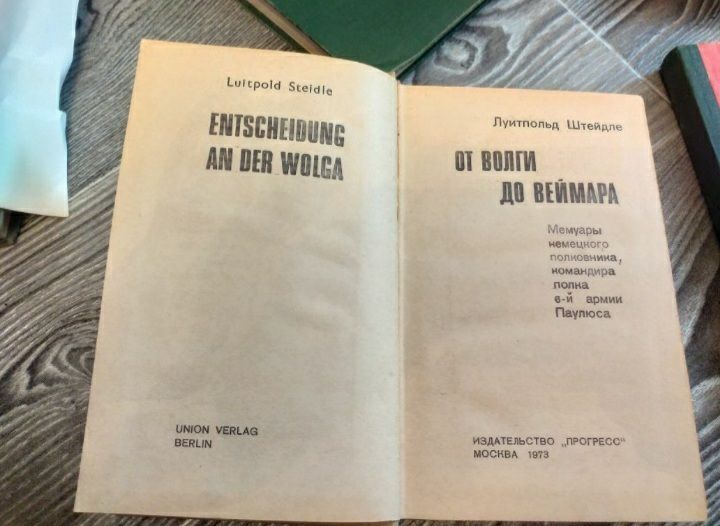 Luitpold Steidle
ENTSCHEIDUNG
AN DER WOLGA
UNION VERLAG
BERLIN
Луитпольд Штейдле
ОТ ВОЛГИ
ДО ВЕЙМАРА
Мемуары
немецкого
полковника,
командира
полка
6-й армии
Паулюса
ИЗДАТЕЛЬСТВО „ПРОГРЕСС“
МОСКВА 1973